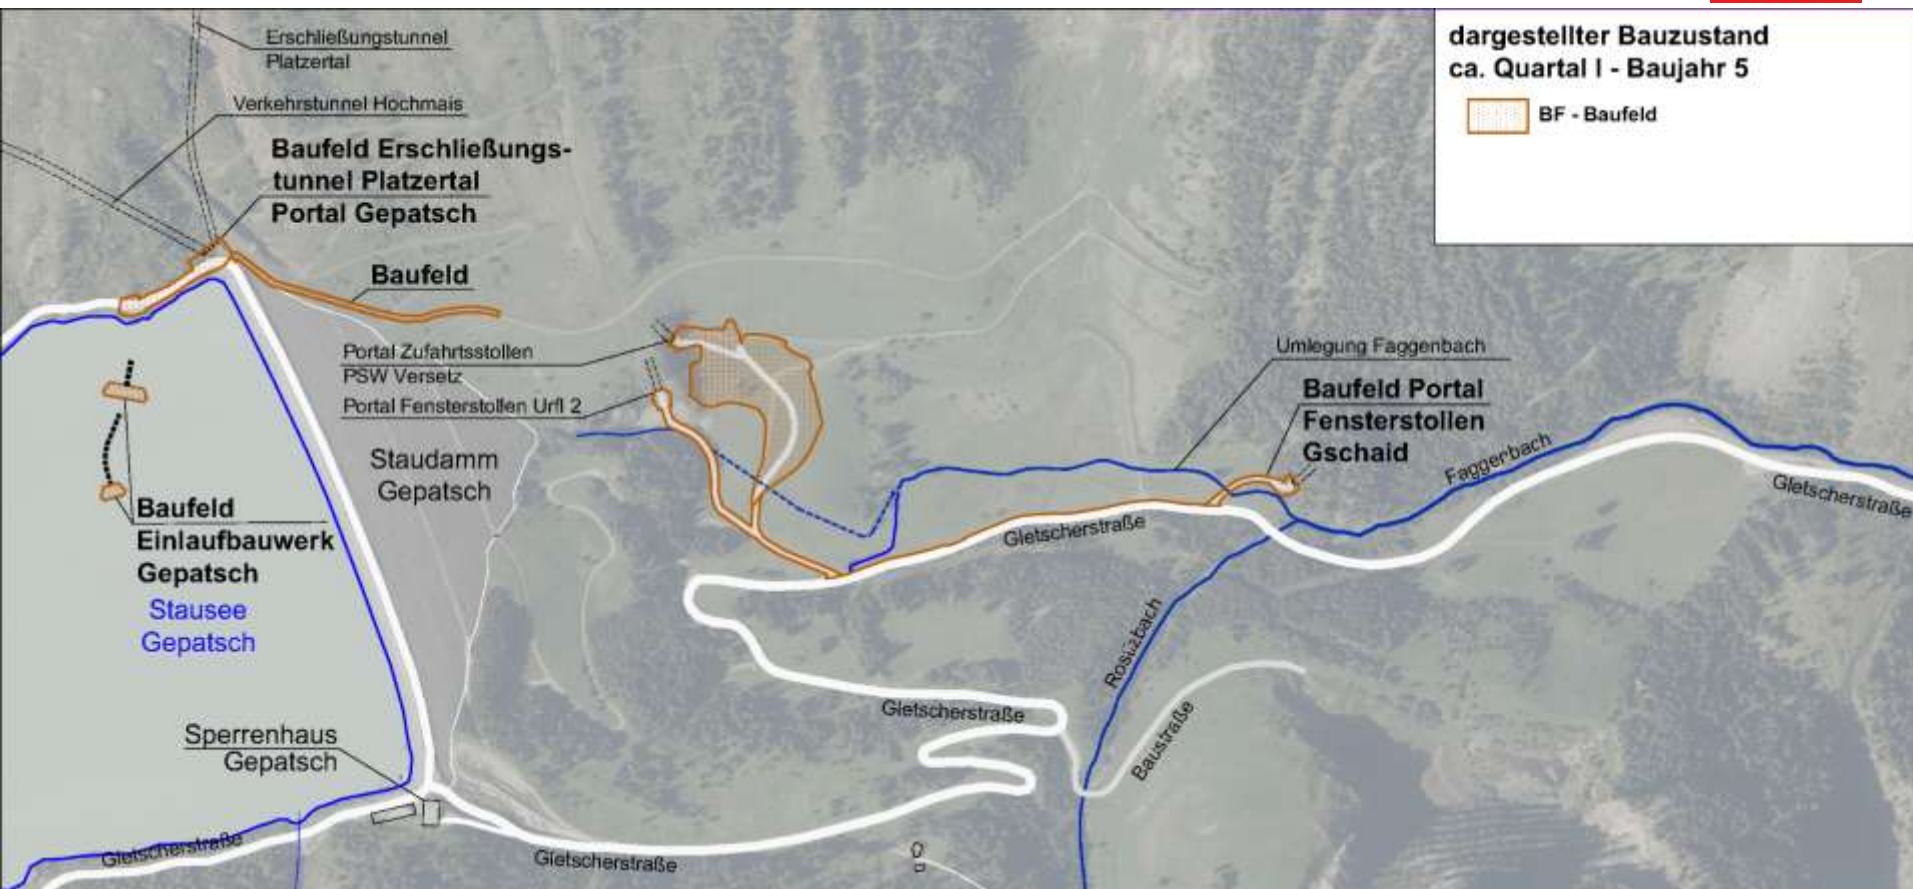 Erschließungstunnel
Platzertal
Verkehrstunnel Hochmais
Baufeld Erschließungs-
tunnel Platzertal
Portal Gepatsch
Baufeld
dargestellter Bauzustand
ca. Quartal I - Baujahr 5
BF - Baufeld
Portal Zufahrtsstollen
PSW Versetz
Portal Fensterstollen Urfl 2
Umlegung Faggenbach
Baufeld Portal
Fensterstollen
Gschaid
Faggerbach
Gletscherstraße
Staudamm
Gepatsch
Gletscherstraße
Baufeld
Einlaufbauwerk
Gepatsch
Stausee
Gepatsch
Rostizbach
Gletscherstraße
Baustraße
Sperrenhaus
Gepatsch
Gletscherstraße
Gletscherstraße